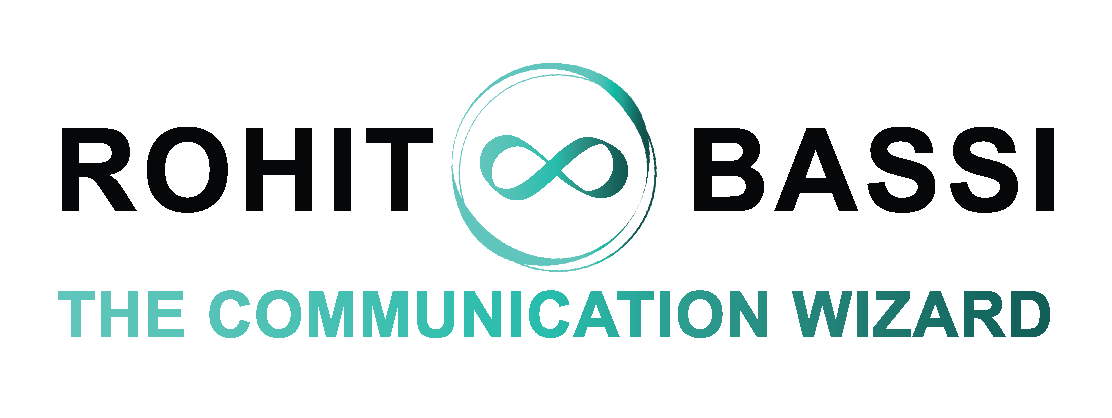 ROHIT BASSI
THE COMMUNICATION WIZARD